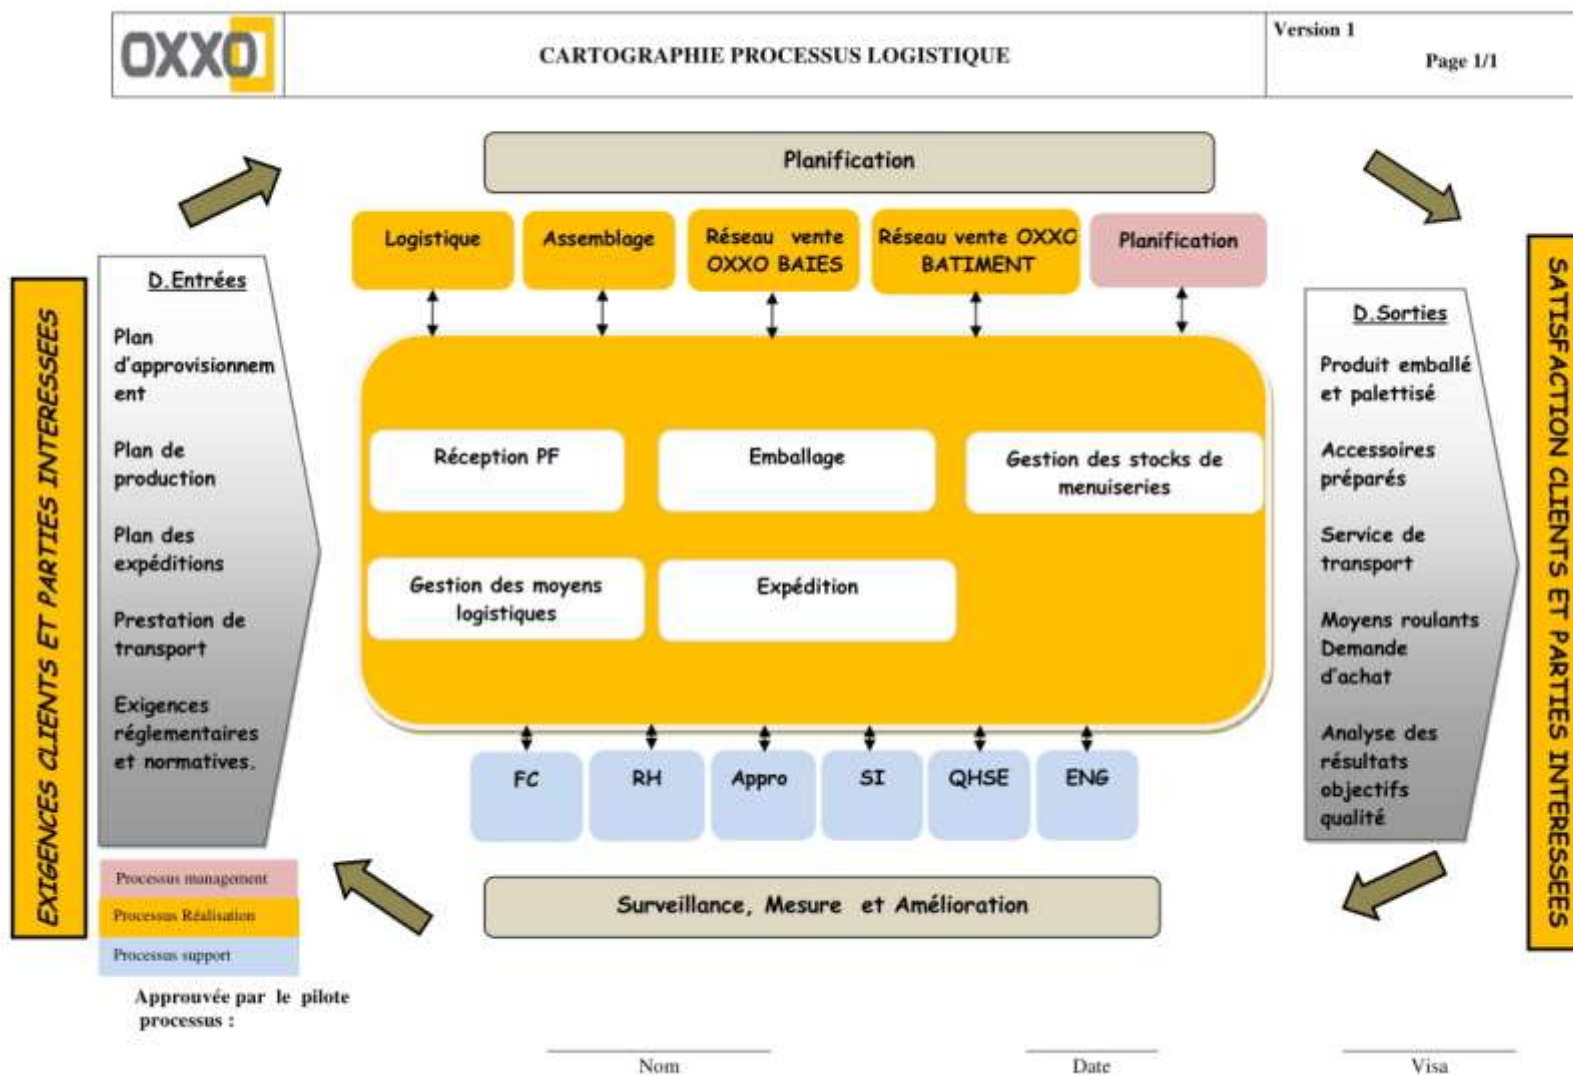 OXXO
CARTOGRAPHIE PROCESSUS LOGISTIQUE
Version 1
Page 1/1
Planification
Logistique
Assemblage
Réseau vente
OXXO BAIES
Réseau vente OXXO
BATIMENT
Planification
EXIGENCES CLIENTS ET PARTIES INTERESSEES
D.Entrées
Plan
d'approvisionnem
ent
Plan de
production
Plan des
expéditions
Prestation de
transport
Exigences
réglementaires
et normatives.
Réception PF
Emballage
Gestion des stocks de
menuiseries
Gestion des moyens
logistiques
Expédition
D.Sorties
Produit emballé
et palettisé
Accessoires
préparés
Service de
transport
Moyens roulants
Demande
d'achat
Analyse des
résultats
objectifs
qualité
SATISFACTION CLIENTS ET PARTIES INTERESSEES
FC
RH
Appro
SI
QHSE
ENG
Surveillance, Mesure et Amélioration
Processus management
Processus Réalisation
Processus support
Approuvée par le pilote
processus :
Nom
Date
Visa